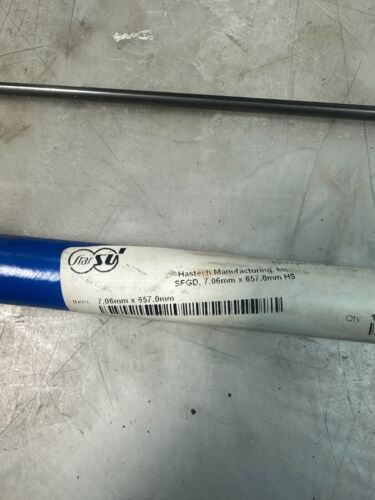 Star SU
Hastech Manufacturing, Inc.
SFGD, 7.06mm x 657.0mm HS
Item: 7.06mm x 657.0mm
Qty